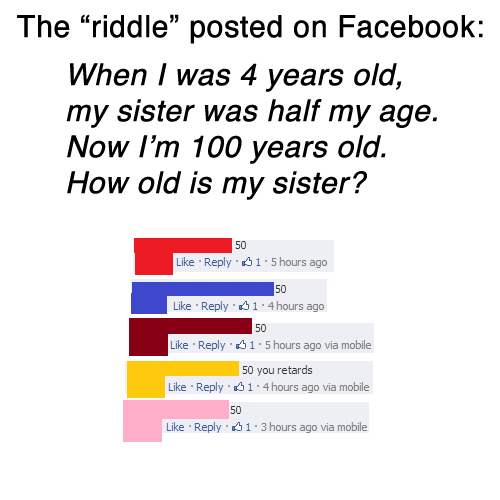 The “riddle” posted on Facebook:
When I was 4 years old,
my sister was half my age.
Now I’m 100 years old.
How old is my sister?
50
Like · Reply · 1 · 5 hours ago
50
Like · Reply · 1 · 4 hours ago
50
Like · Reply · 1 · 5 hours ago via mobile
50 you retards
Like · Reply · 1 · 4 hours ago via mobile
50
Like · Reply · 1 · 3 hours ago via mobile